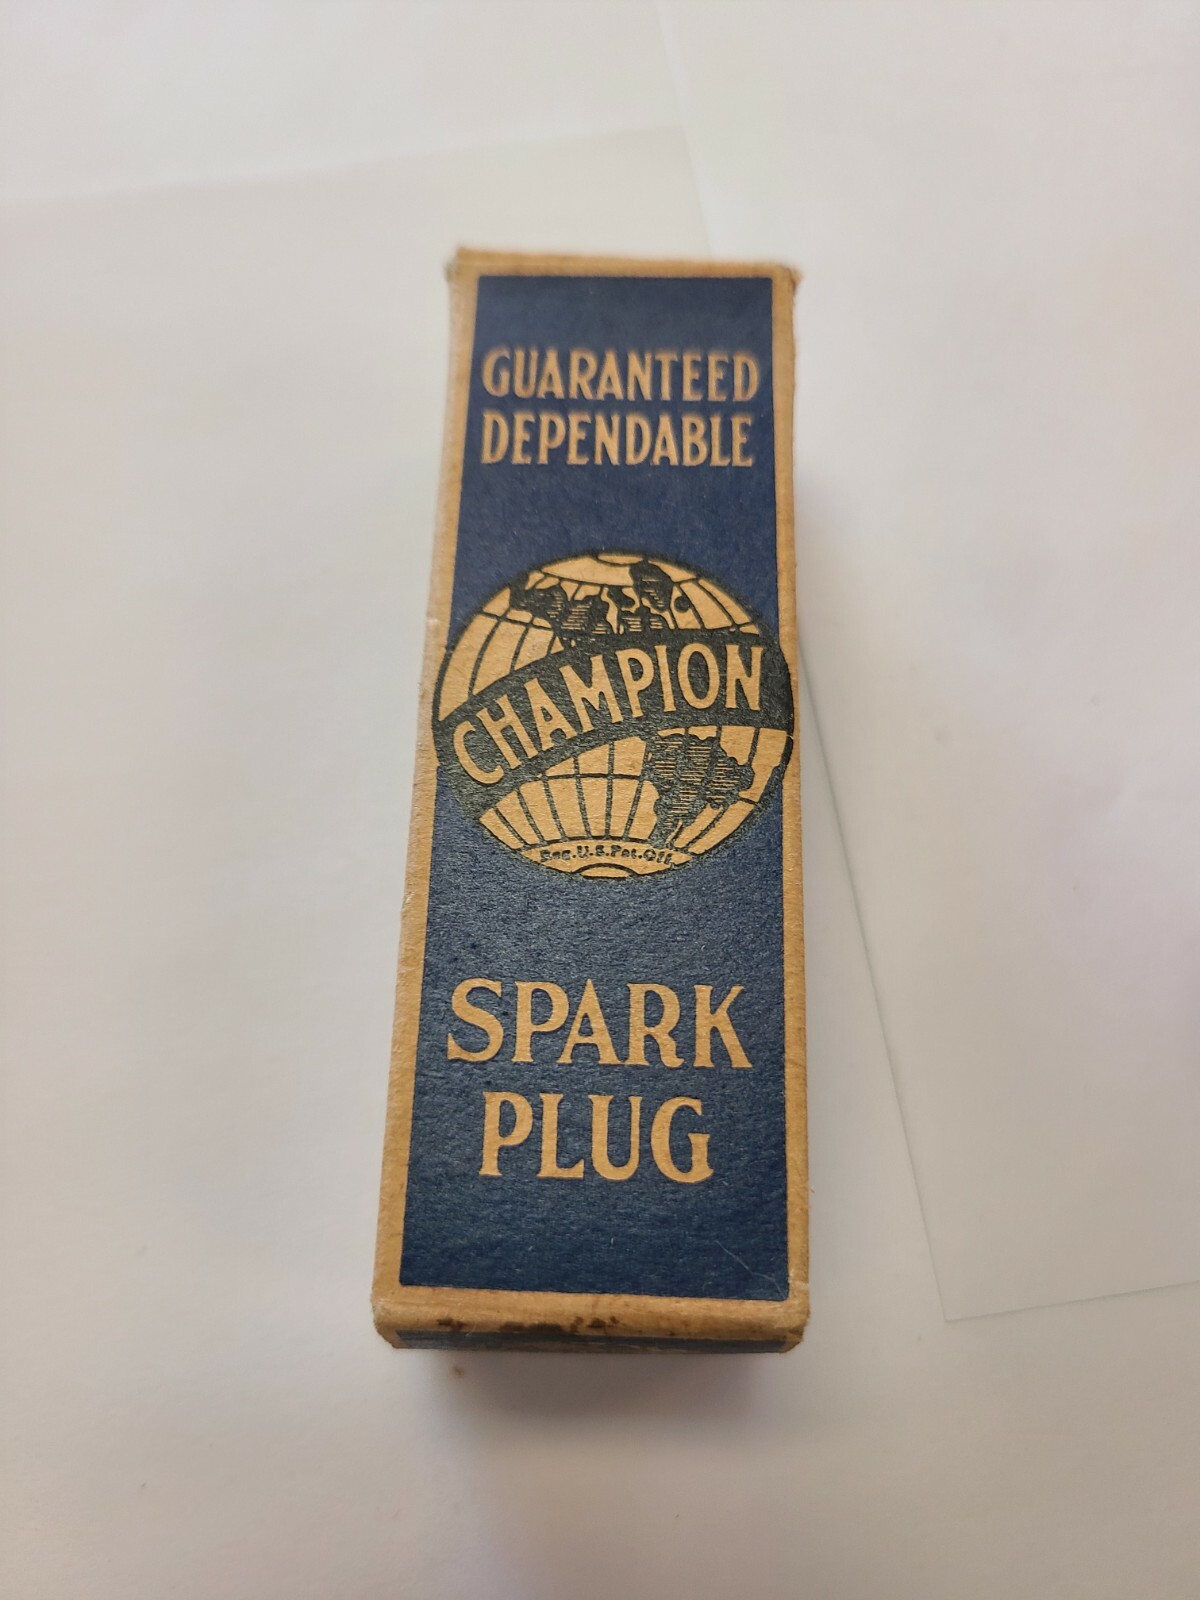 GUARANTEED
DEPENDABLE
CHAMPION
Reg.U.S.Pat.Off.
SPARK
PLUG